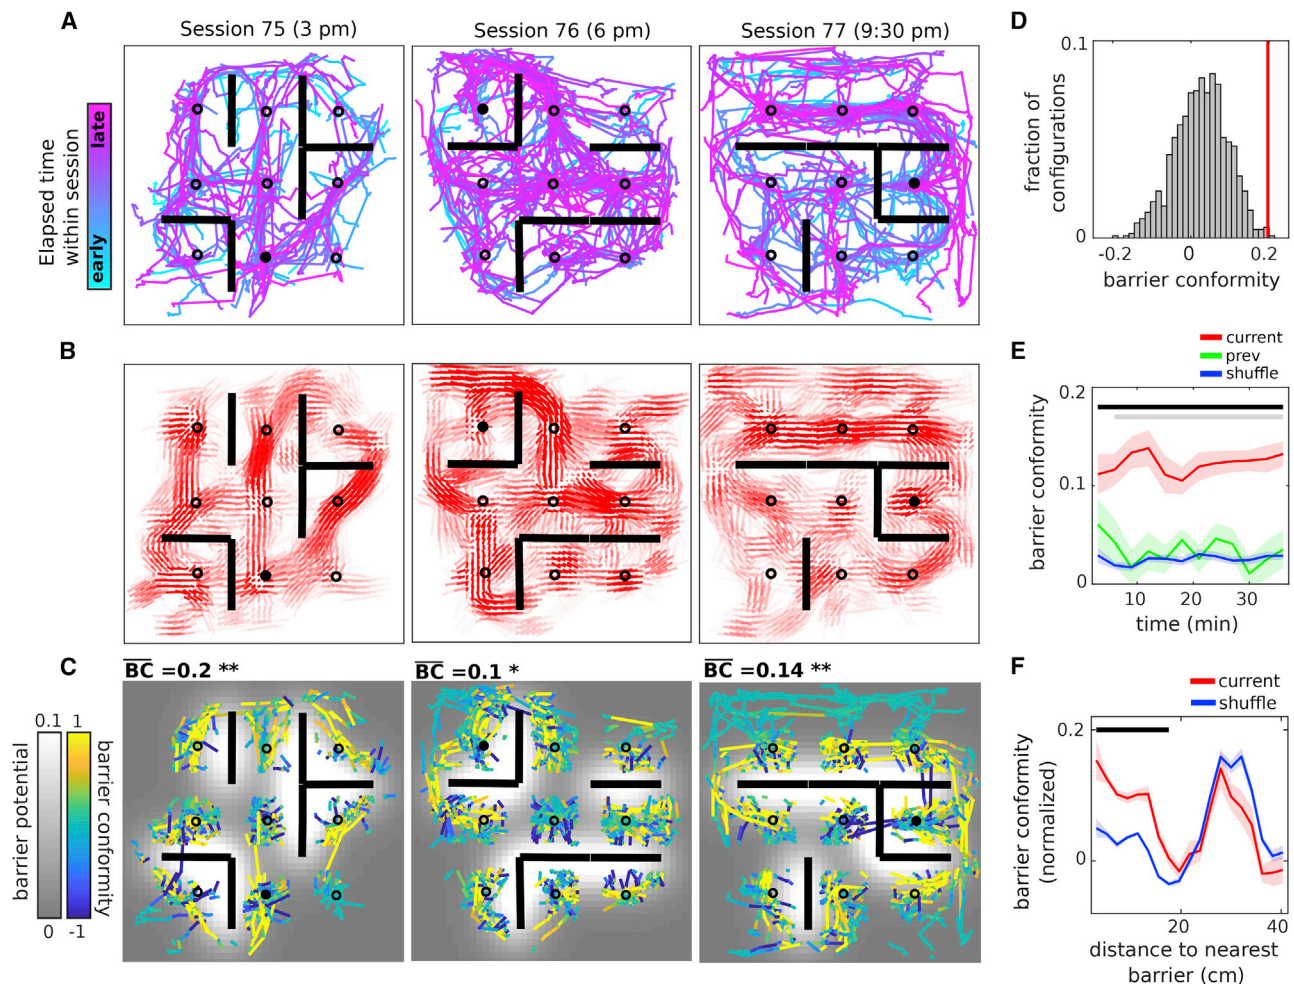 A
Session 75 (3 pm)
Session 76 (6 pm)
Session 77 (9:30 pm)
Elapsed time
within session
early
late
B
C
BC =0.2 **
BC =0.1 *
BC =0.14 **
0.1
1
barrier potential
barrier conformity
0
-1
D
0.1
fraction of
configurations
0
-0.2
0
0.2
barrier conformity
E
current
prev
shuffle
0.2
barrier conformity
0.1
0
10
20
30
time (min)
F
current
shuffle
0.2
barrier conformity
(normalized)
0
20
40
distance to nearest
barrier (cm)